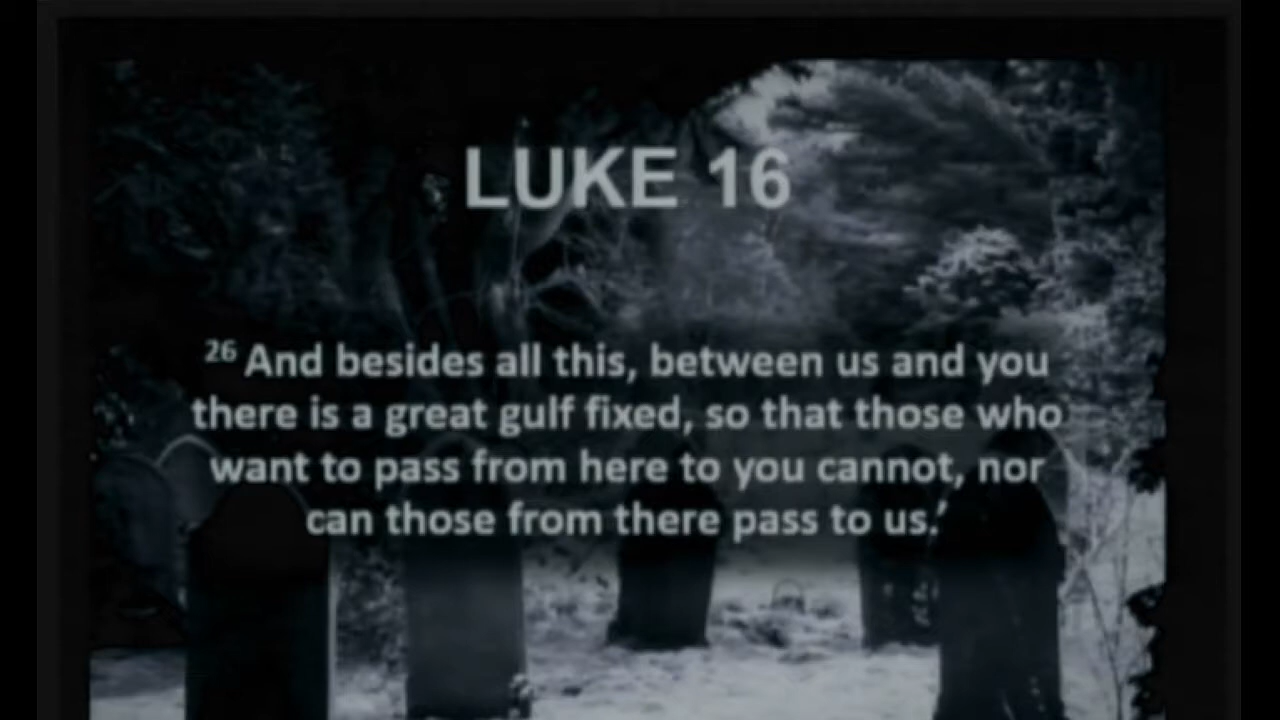 LUKE 16
26 And besides all this, between us and you
there is a great gulf fixed, so that those who
want to pass from here to you cannot, nor
can those from there pass to us.’